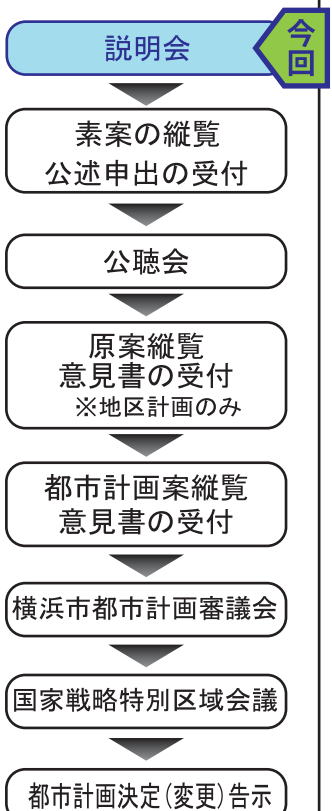 説明会
今回
素案の縦覧
公述申出の受付
公聴会
原案縦覧
意見書の受付
※地区計画のみ
都市計画案縦覧
意見書の受付
横浜市都市計画審議会
国家戦略特別区域会議
都市計画決定(変更)告示